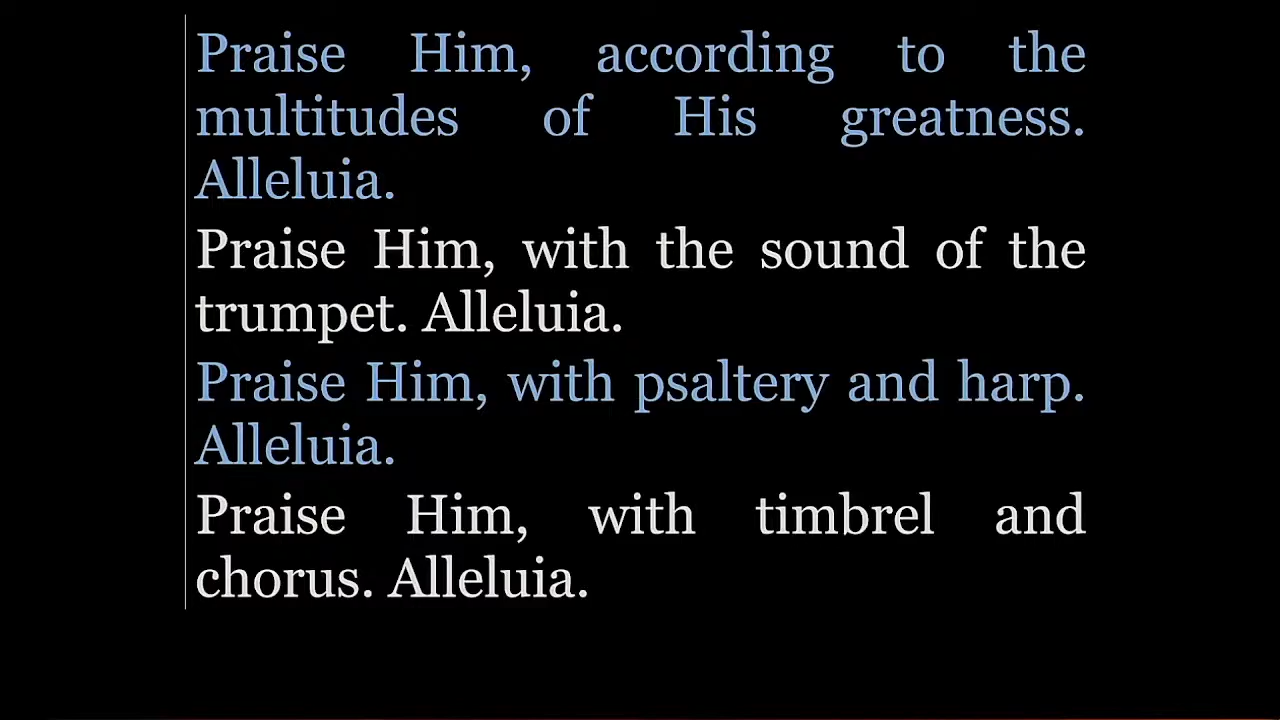 Praise Him, according to the
multitudes of His greatness.
Alleluia.
Praise Him, with the sound of the
trumpet. Alleluia.
Praise Him, with psaltery and harp.
Alleluia.
Praise Him, with timbrel and
chorus. Alleluia.